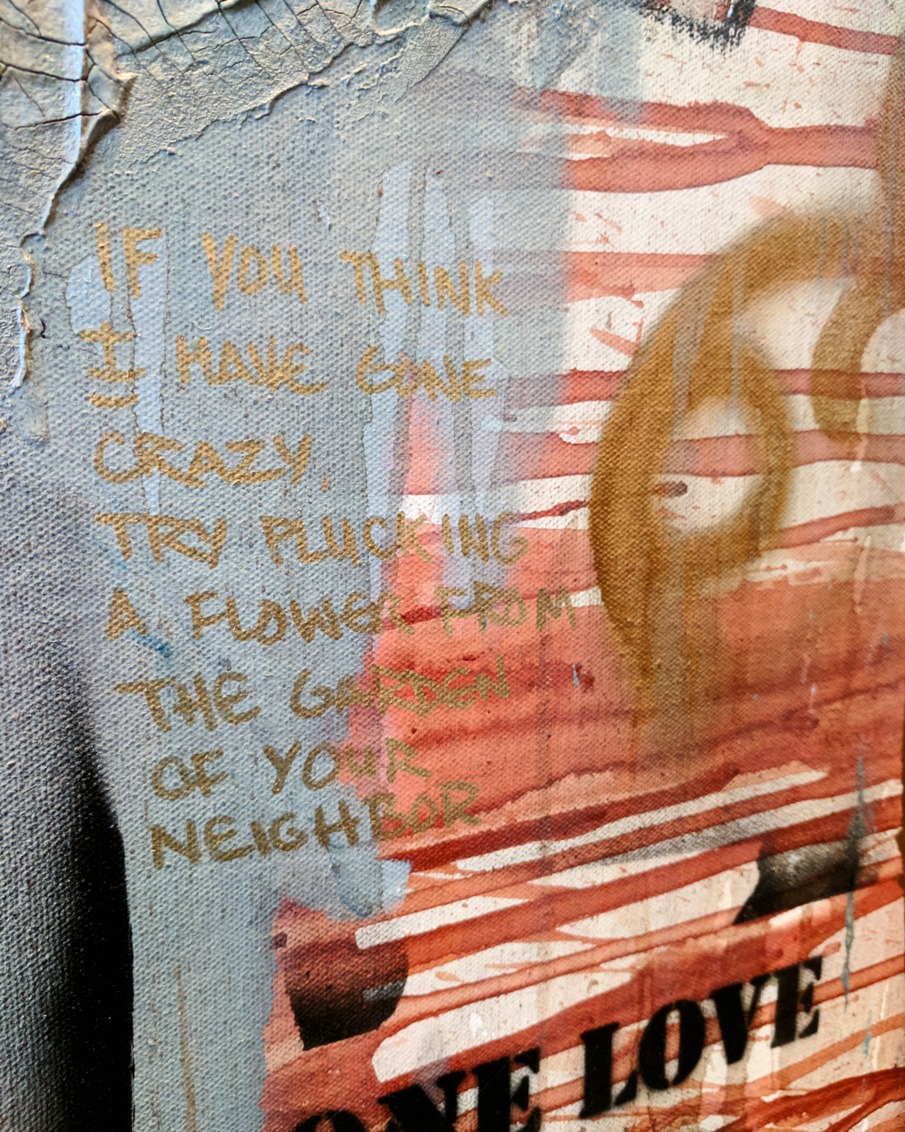 IF YOU THINK
I HAVE GONE
CRAZY.
TRY PLUCKING
A FLOWER FROM
THE GARDEN
OF YOUR
NEIGHBOR
ONE LOVE